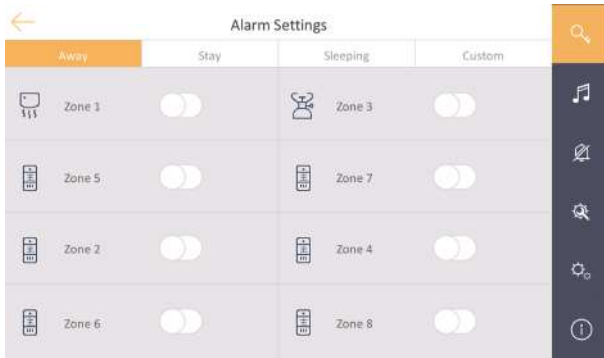 Alarm Settings
Away Stay Sleeping Custom
Zone 1 Zone 3
Zone 5 Zone 7
Zone 2 Zone 4
Zone 6 Zone 8